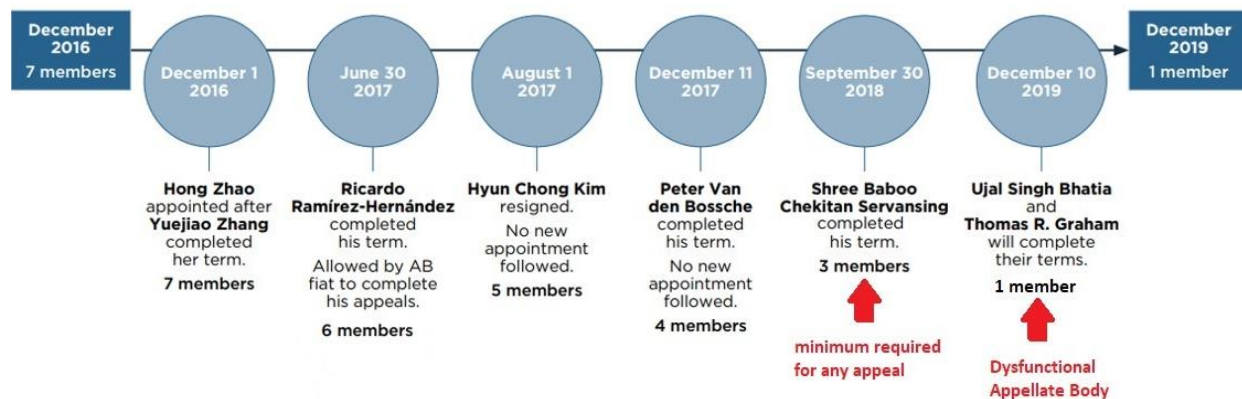 December
2016
7 members
December 1
2016
June 30
2017
August 1
2017
December 11
2017
September 30
2018
December 10
2019
December
2019
1 member
Hong Zhao
appointed after
Yuejiao Zhang
completed
her term.
7 members
Ricardo
Ramírez-Hernández
completed
his term.
Allowed by AB
fiat to complete
his appeals.
6 members
Hyun Chong Kim
resigned.
No new
appointment
followed.
5 members
Peter Van
den Bossche
completed
his term.
No new
appointment
followed.
4 members
Shree Baboo
Chekitan Servansing
completed
his term.
3 members
minimum required
for any appeal
Ujal Singh Bhatia
and
Thomas R. Graham
will complete
their terms.
1 member
Dysfunctional
Appellate Body